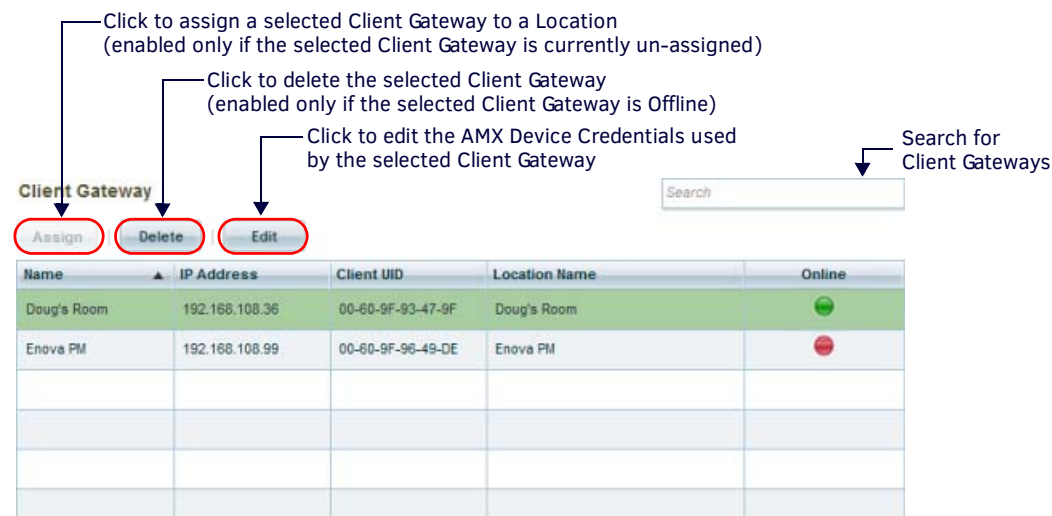 Click to assign a selected Client Gateway to a Location
(enabled only if the selected Client Gateway is currently un-assigned)
Click to delete the selected Client Gateway
(enabled only if the selected Client Gateway is Offline)
Click to edit the AMX Device Credentials used
by the selected Client Gateway
Search for
Client Gateways
Client Gateway
Search
Assign Delete Edit
Name IP Address Client UID Location Name Online
Doug's Room 192.168.108.36 00-60-9F-93-47-9F Doug's Room
Enova PM 192.168.108.99 00-60-9F-96-49-DE Enova PM